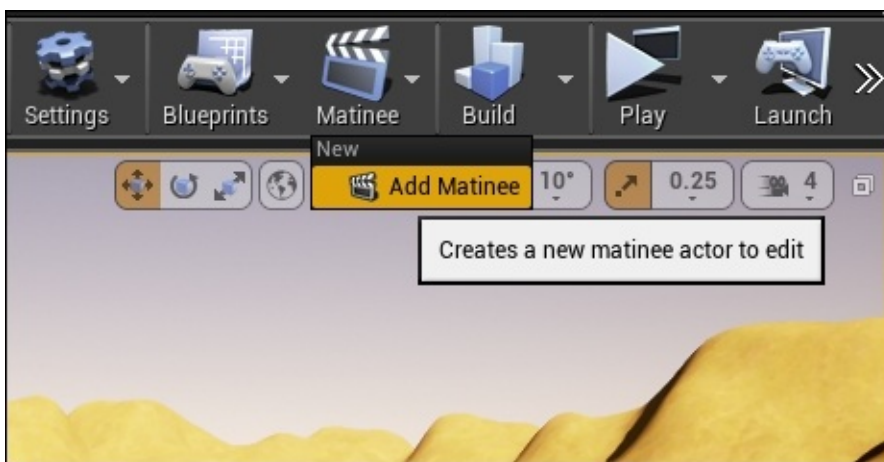 Settings
Blueprints
Matinee
Build
Play
Launch
New
Add Matinee
10°
0.25
4
Creates a new matinee actor to edit